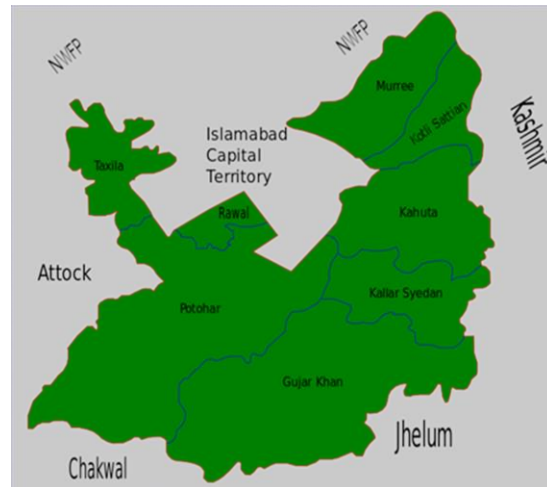 NWFP
NWFP
Murree
Kotli Sattian
Kashmir
Islamabad
Capital
Territory
Taxila
Rawal
Kahuta
Attock
Potohar
Kallar Syedan
Gujar Khan
Jhelum
Chakwal